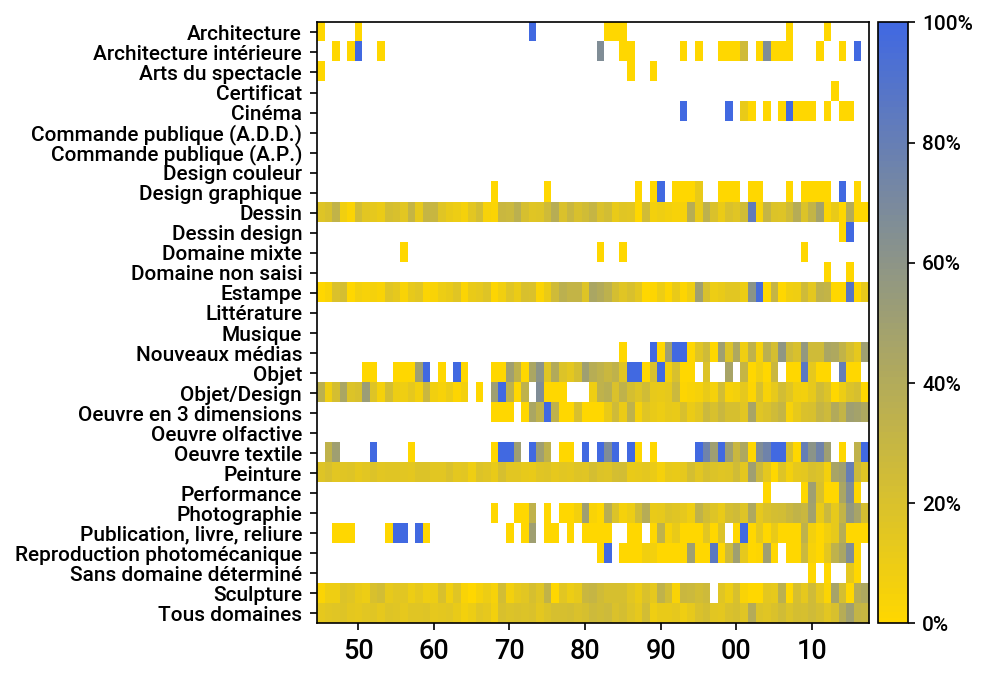 Architecture
Architecture intérieure
Arts du spectacle
Certificat
Cinéma
Commande publique (A.D.D.)
Commande publique (A.P.)
Design couleur
Design graphique
Dessin
Dessin design
Domaine mixte
Domaine non saisi
Estampe
Littérature
Musique
Nouveaux médias
Objet
Objet/Design
Oeuvre en 3 dimensions
Oeuvre olfactive
Oeuvre textile
Peinture
Performance
Photographie
Publication, livre, reliure
Reproduction photomécanique
Sans domaine déterminé
Sculpture
Tous domaines
50 60 70 80 90 00 10
100%
80%
60%
40%
20%
0%